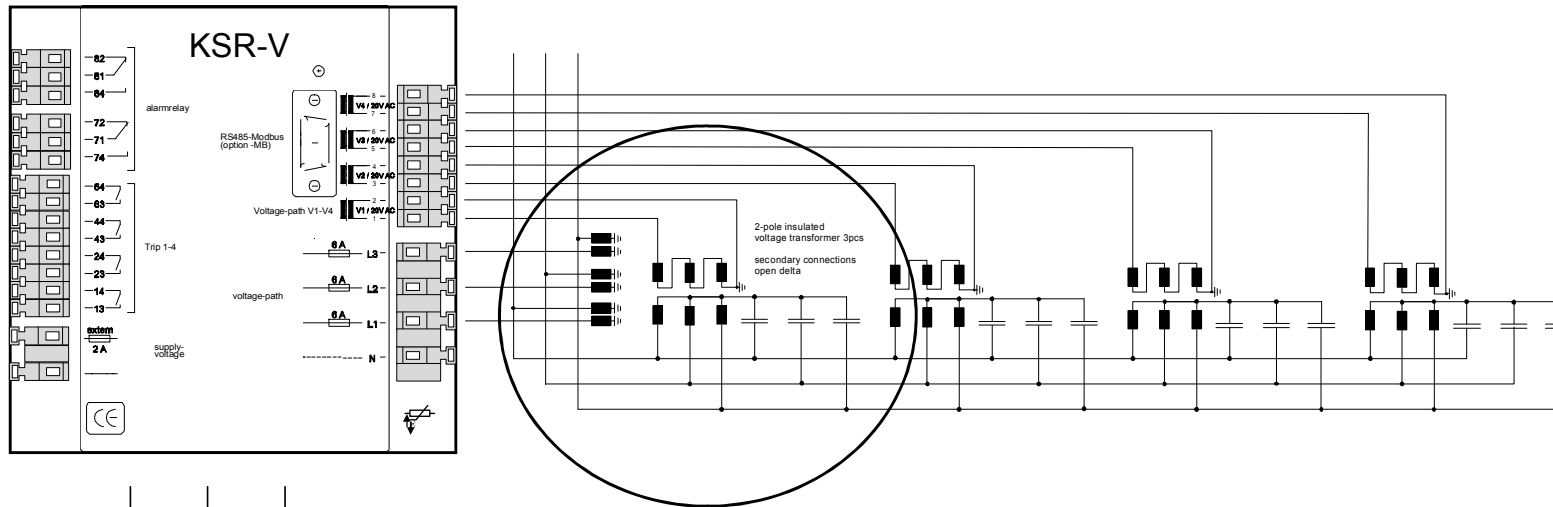 KSR-V
82
81
84
alarmrelay
72
71
74
64
63
44
43
Trip 1-4
24
23
14
13
extern
2 A
supply-
voltage
CE
RS485-Modbus
(option -MB)
8
V4 / 20V AC
7
6
V3 / 20V AC
5
4
V2 / 20V AC
3
2
Voltage-path V1-V4
V1 / 20V AC
1
6 A
L3
6 A
voltage-path
L2
6 A
L1
N
2-pole insulated
voltage transformer 3pcs
secondary connections
open delta